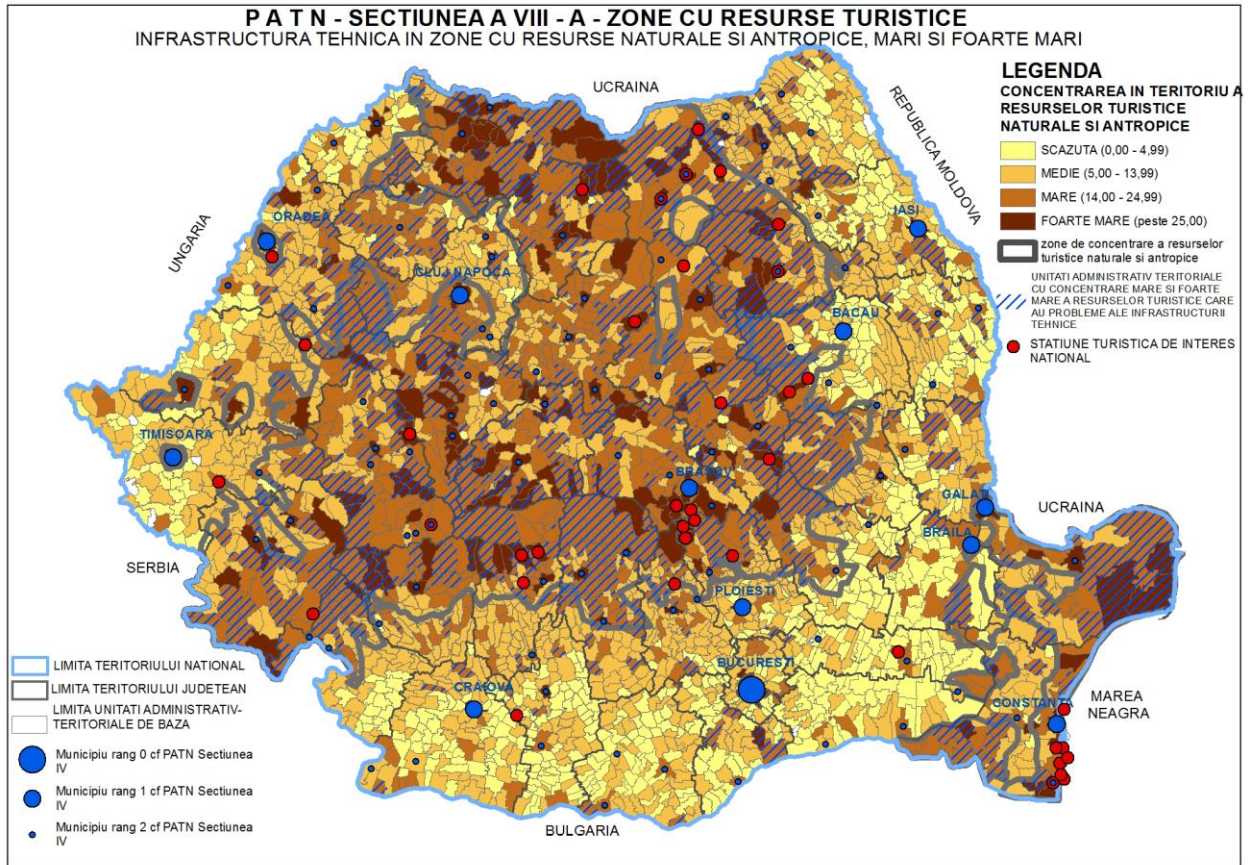 P A T N - SECTIUNEA A VIII - A - ZONE CU RESURSE TURISTICE
INFRASTRUCTURA TEHNICA IN ZONE CU RESURSE NATURALE SI ANTROPICE, MARI SI FOARTE MARI
UCRAINA
REPUBLICA MOLDOVA
UNGARIA
ORADEA
IASI
CLUJ NAPOCA
BACAU
TIMISOARA
BRASOV
GALATI
UCRAINA
BRAILA
SERBIA
PLOIESTI
BUCURESTI
CRAIOVA
CONSTANTA
MAREA
NEAGRA
BULGARIA
LEGENDA
CONCENTRAREA IN TERITORIU A
RESURSELOR TURISTICE
NATURALE SI ANTROPICE
SCAZUTA (0,00 - 4,99)
MEDIE (5,00 - 13,99)
MARE (14,00 - 24,99)
FOARTE MARE (peste 25,00)
zone de concentrare a resurselor
turistice naturale si antropice
UNITATI ADMINISTRATIV TERITORIALE
CU CONCENTRARE MARE SI FOARTE
MARE A RESURSELOR TURISTICE CARE
AU PROBLEME ALE INFRASTRUCTURII
TEHNICE
STATIUNE TURISTICA DE INTERES
NATIONAL
LIMITA TERITORIULUI NATIONAL
LIMITA TERITORIULUI JUDETEAN
LIMITA UNITATI ADMINISTRATIV-
TERITORIALE DE BAZA
Municipiu rang 0 cf PATN Sectiunea
IV
Municipiu rang 1 cf PATN Sectiunea
IV
Municipiu rang 2 cf PATN Sectiunea
IV